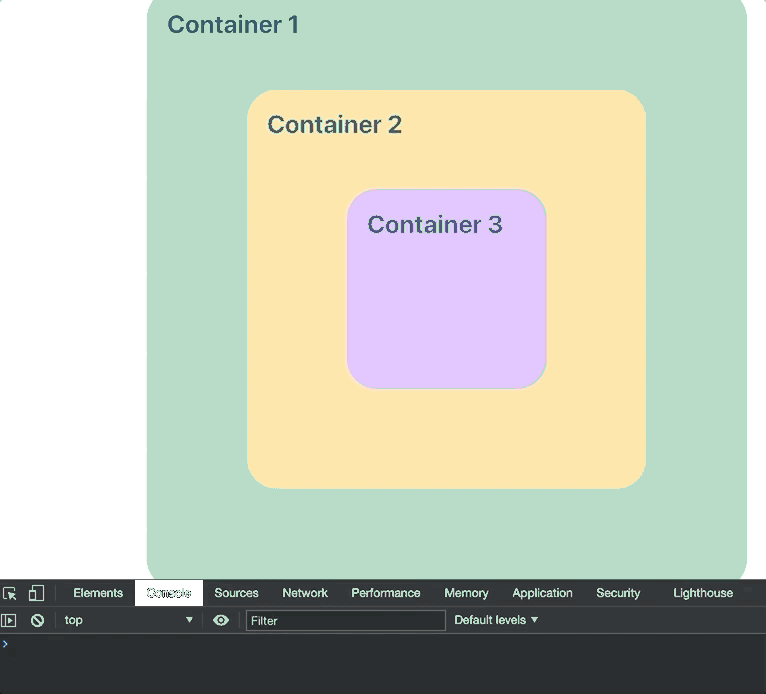 Container 1
Container 2
Container 3
Elements Console Sources Network Performance Memory Application Security Lighthouse
top Filter Default levels